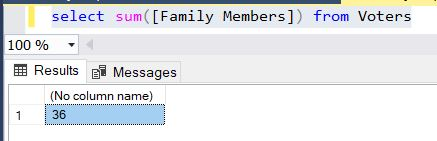 select sum([Family Members]) from Voters
100 %
Results Messages
(No column name)
1 36